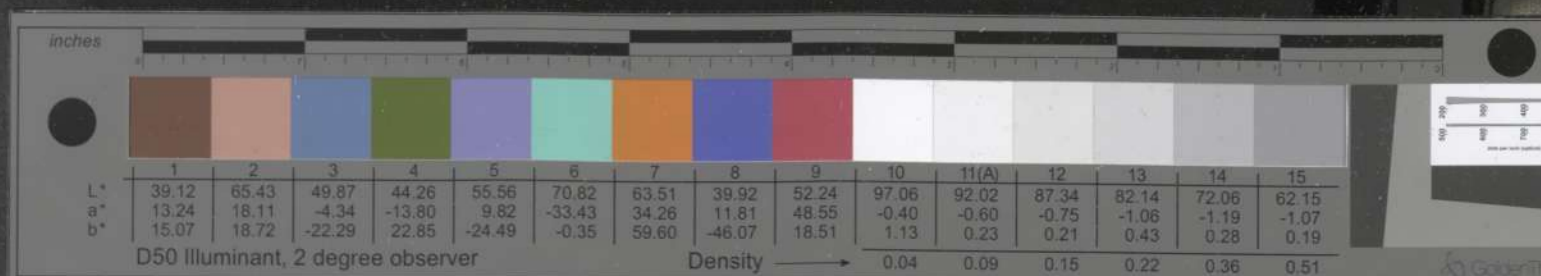 inches
1 2 3 4 5 6 7 8 9 10 11(A) 12 13 14 15
L* 39.12 65.43 49.87 44.26 55.56 70.82 63.51 39.92 52.24 97.06 92.02 87.34 82.14 72.06 62.15
a* 13.24 18.11 -4.34 -13.80 9.82 -33.43 34.26 11.81 48.55 -0.40 -0.60 -0.75 -1.06 -1.19 -1.07
b* 15.07 18.72 -22.29 22.85 -24.49 -0.35 59.60 -46.07 18.51 1.13 0.23 0.21 0.43 0.28 0.19
D50 Illuminant, 2 degree observer Density 0.04 0.09 0.15 0.22 0.36 0.51